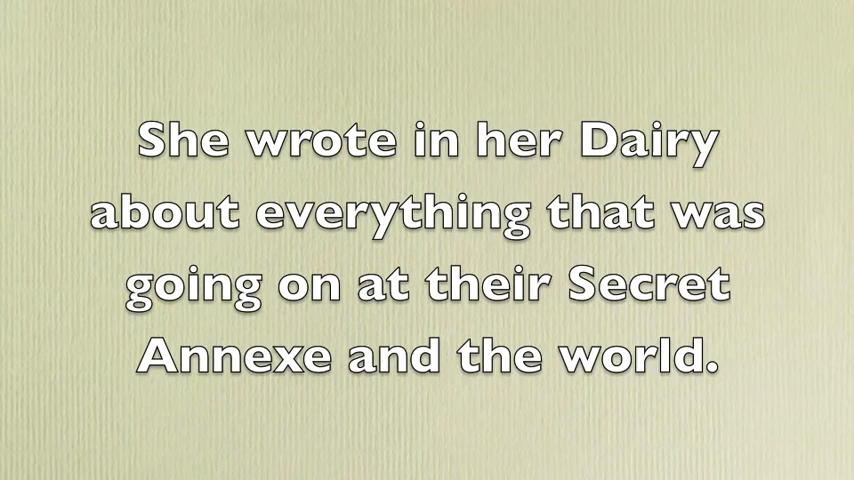 She wrote in her Dairy
about everything that was
going on at their Secret
Annexe and the world.